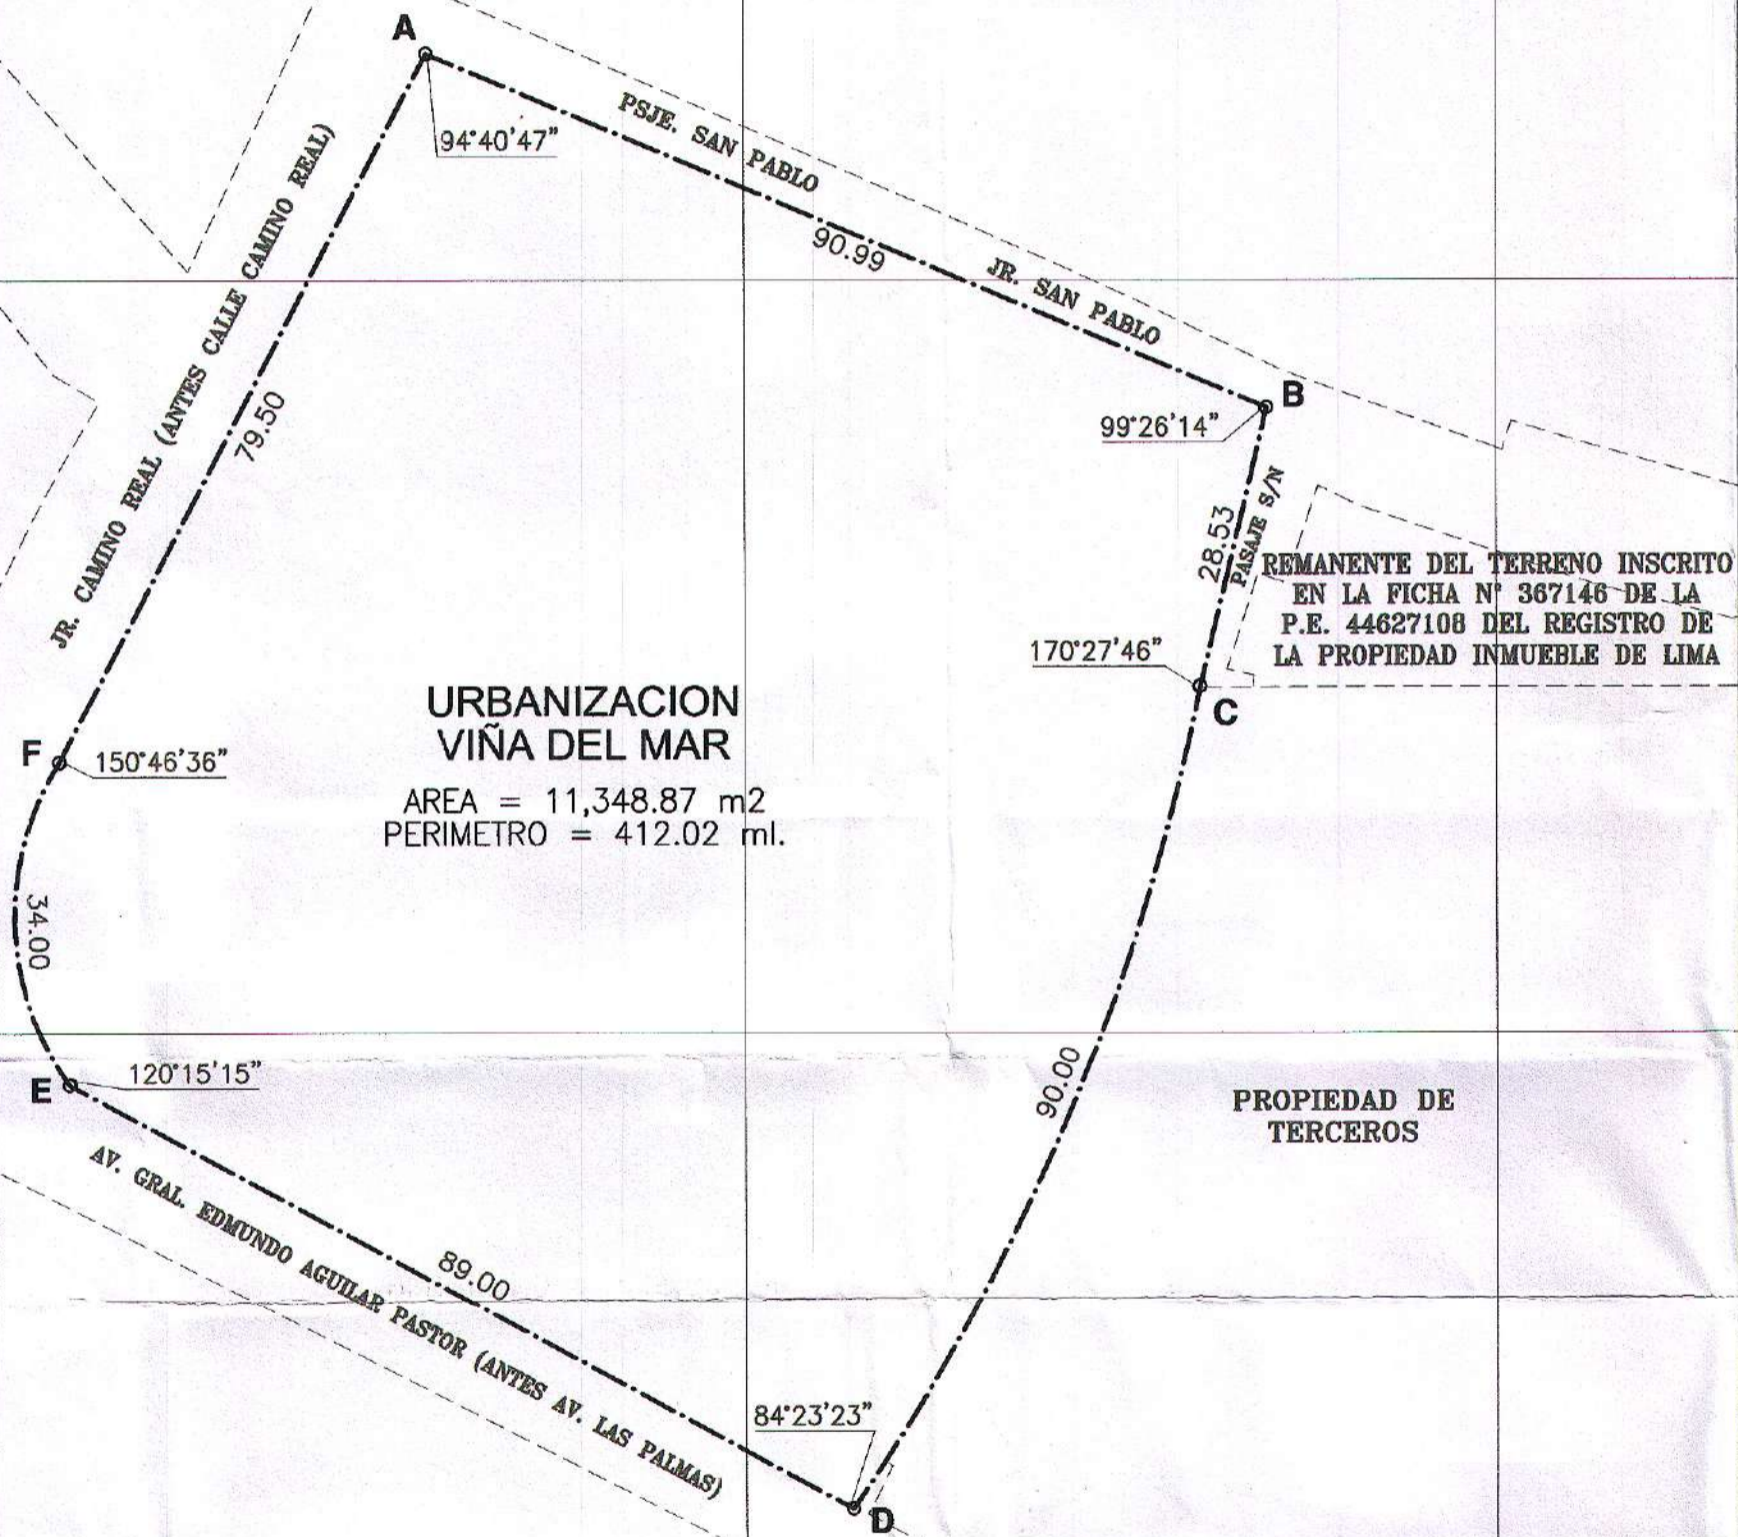 A
94°40'47"
PSJE. SAN PABLO
90.99
JR. SAN PABLO
JR. CAMINO REAL (ANTES CALLE CAMINO REAL)
79.50
B
99°26'14"
28.53
PASAJE S/N
REMANENTE DEL TERRENO INSCRITO
EN LA FICHA N° 367146 DE LA
P.E. 44627108 DEL REGISTRO DE
LA PROPIEDAD INMUEBLE DE LIMA
170°27'46"
C
URBANIZACION
VIÑA DEL MAR
AREA = 11,348.87 m2
PERIMETRO = 412.02 ml.
F
150°46'36"
34.00
E
120°15'15"
90.00
PROPIEDAD DE
TERCEROS
89.00
AV. GRAL. EDMUNDO AGUILAR PASTOR (ANTES AV. LAS PALMAS)
84°23'23"
D